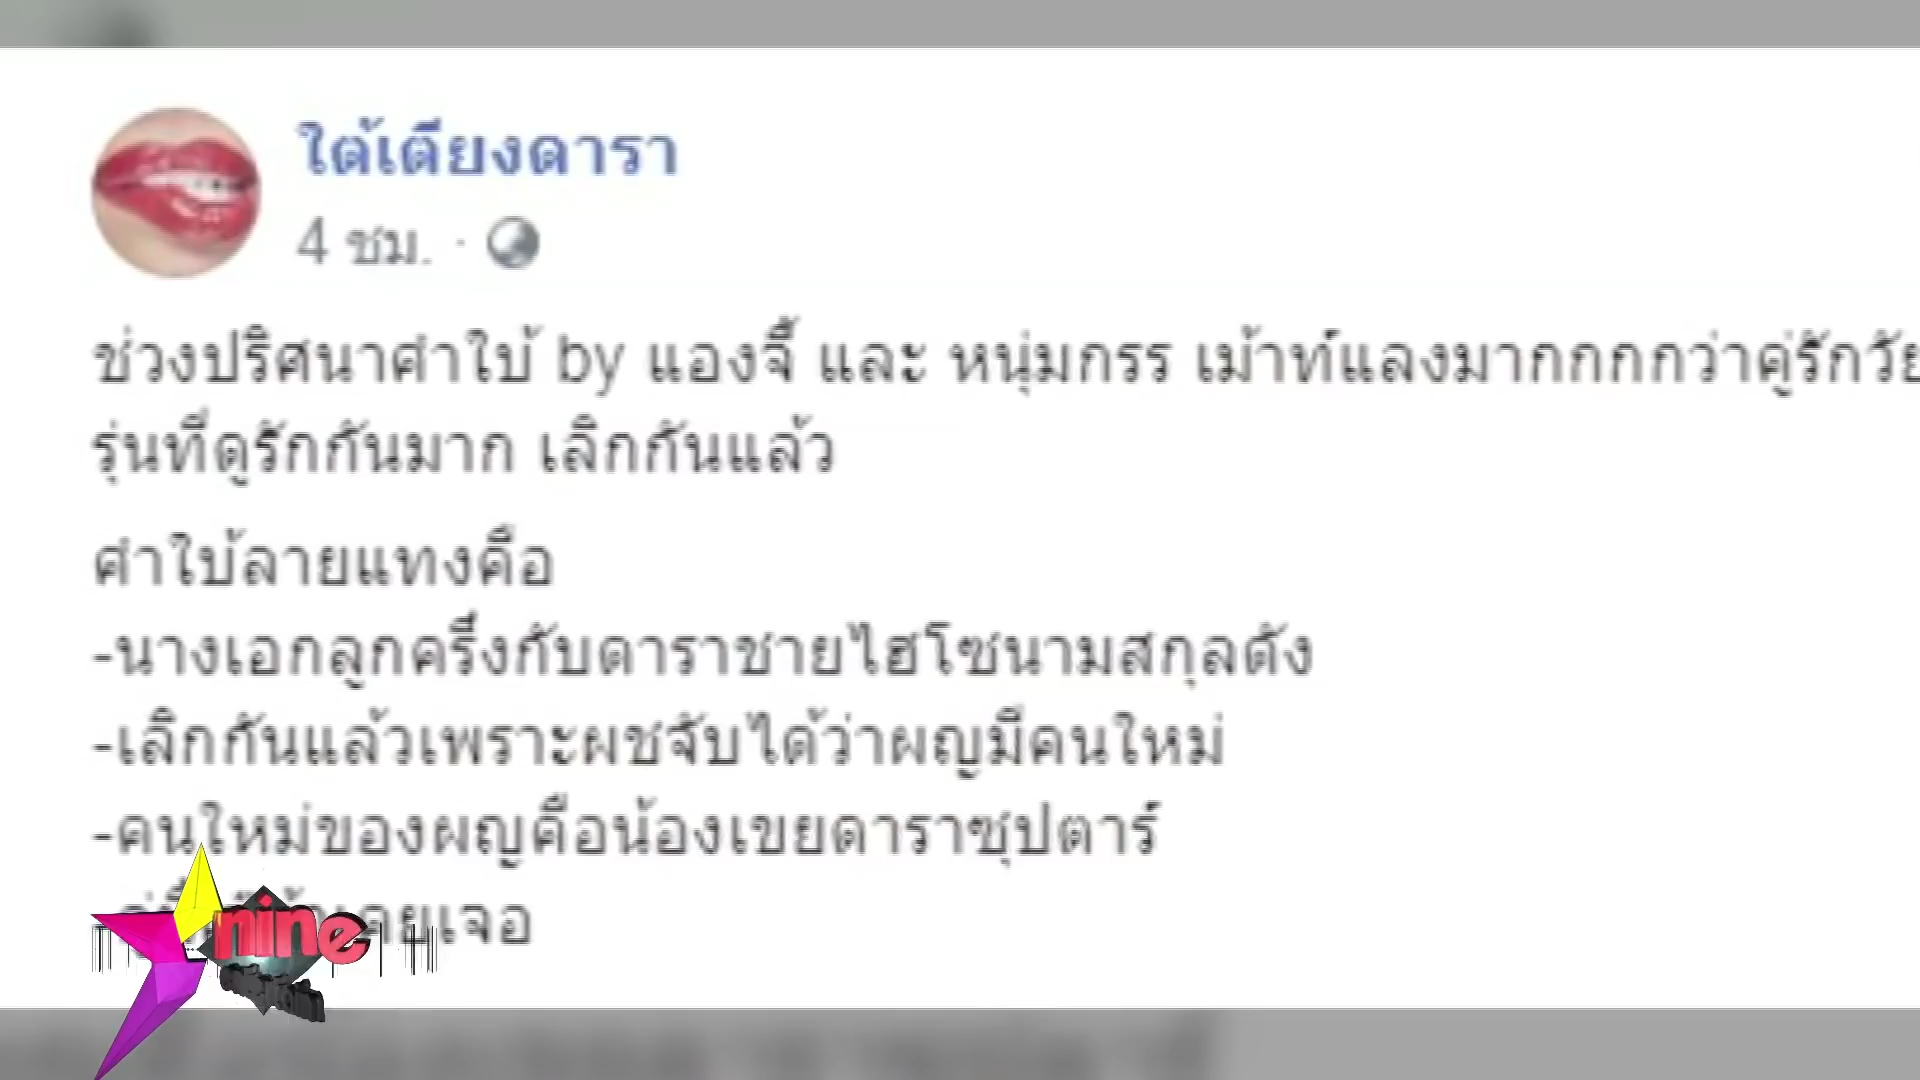 ใต้เตียงดารา
4 ชม.
ช่วงปริศนาคำใบ้ by แองจี้ และ หนุ่มกรร เม้าท์แลงมากกกกกว่าคู่รักวัย
รุ่นที่ดูรักกันมาก เลิกกันแล้ว
คำใบ้ลายแทงคือ
-นางเอกลูกครึ่งกับดาราชายไฮโซนามสกุลดัง
-เลิกกันแล้วเพราะผชจับได้ว่าผญมีคนใหม่
-คนใหม่ของผญคือน้องเขยดาราซุปตาร์
เคยเจอ
nine